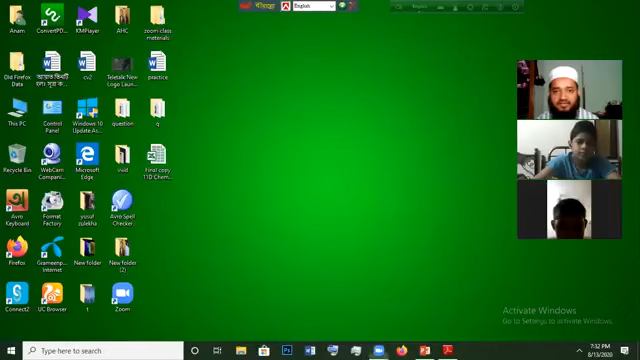 বাংলা
English
English
Anam
ConvertPD...
KMPlayer
AHC
zoom class meterials
Old Firefox Data
cv2
Teletalk New Logo Laun...
practice
This PC
Control Panel
Windows 10 Update As...
question
q
Recycle Bin
WebCam Compani...
Microsoft Edge
vvid
Final copy 11D Chem...
Avro Keyboard
Format Factory
yusuf zulekha
Avro Spell Checker
Firefox
Grameenp... Internet
New folder
New folder (2)
Connect2
UC Browser
t
Zoom
Activate Windows
Go to Settings to activate Windows.
Type here to search
7:32 PM
8/13/2020